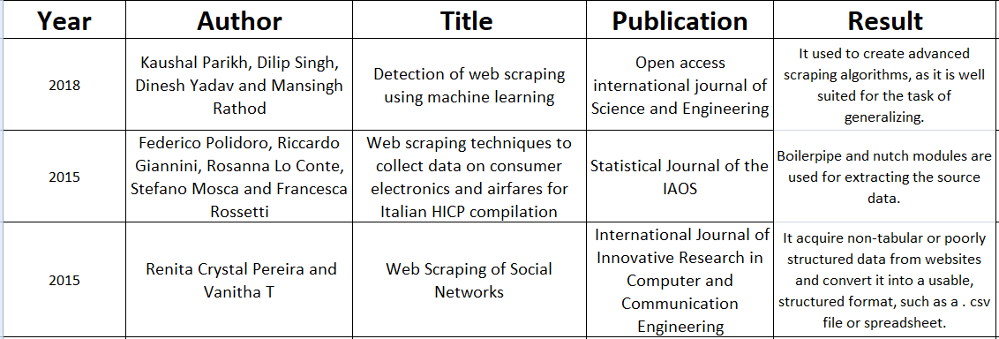 Year Author Title Publication Result
2018
Kaushal Parikh, Dilip Singh,
Dinesh Yadav and Mansingh
Rathod
Detection of web scraping
using machine learning
Open access
international journal of
Science and Engineering
It used to create advanced
scraping algorithms, as it is well
suited for the task of
generalizing.
2015
Federico Polidoro, Riccardo
Giannini, Rosanna Lo Conte,
Stefano Mosca and Francesca
Rossetti
Web scraping techniques to
collect data on consumer
electronics and airfares for
Italian HICP compilation
Statistical Journal of the
IAOS
Boilerpipe and nutch modules are
used for extracting the source
data.
2015
Renita Crystal Pereira and
Vanitha T
Web Scraping of Social
Networks
International Journal of
Innovative Research in
Computer and
Communication
Engineering
It acquire non-tabular or poorly
structured data from websites
and convert it into a usable,
structured format, such as a . csv
file or spreadsheet.